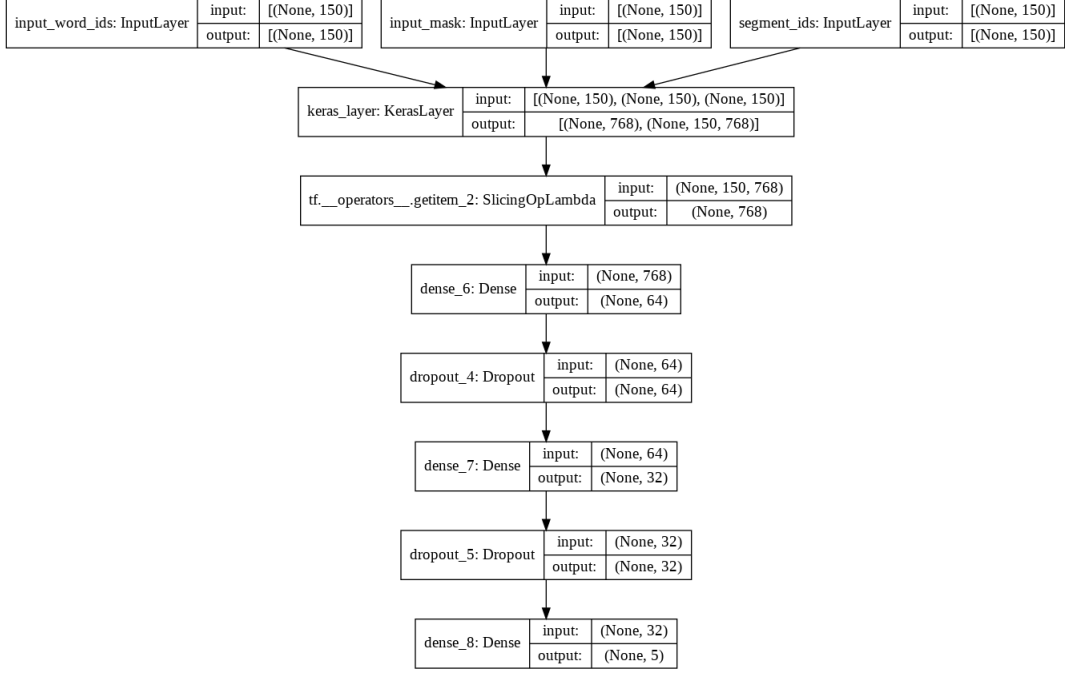 input_word_ids: InputLayer input: [(None, 150)] output: [(None, 150)]
input_mask: InputLayer input: [(None, 150)] output: [(None, 150)]
segment_ids: InputLayer input: [(None, 150)] output: [(None, 150)]
keras_layer: KerasLayer input: [(None, 150), (None, 150), (None, 150)] output: [(None, 768), (None, 150, 768)]
tf.__operators__.getitem_2: SlicingOpLambda input: (None, 150, 768) output: (None, 768)
dense_6: Dense input: (None, 768) output: (None, 64)
dropout_4: Dropout input: (None, 64) output: (None, 64)
dense_7: Dense input: (None, 64) output: (None, 32)
dropout_5: Dropout input: (None, 32) output: (None, 32)
dense_8: Dense input: (None, 32) output: (None, 5)